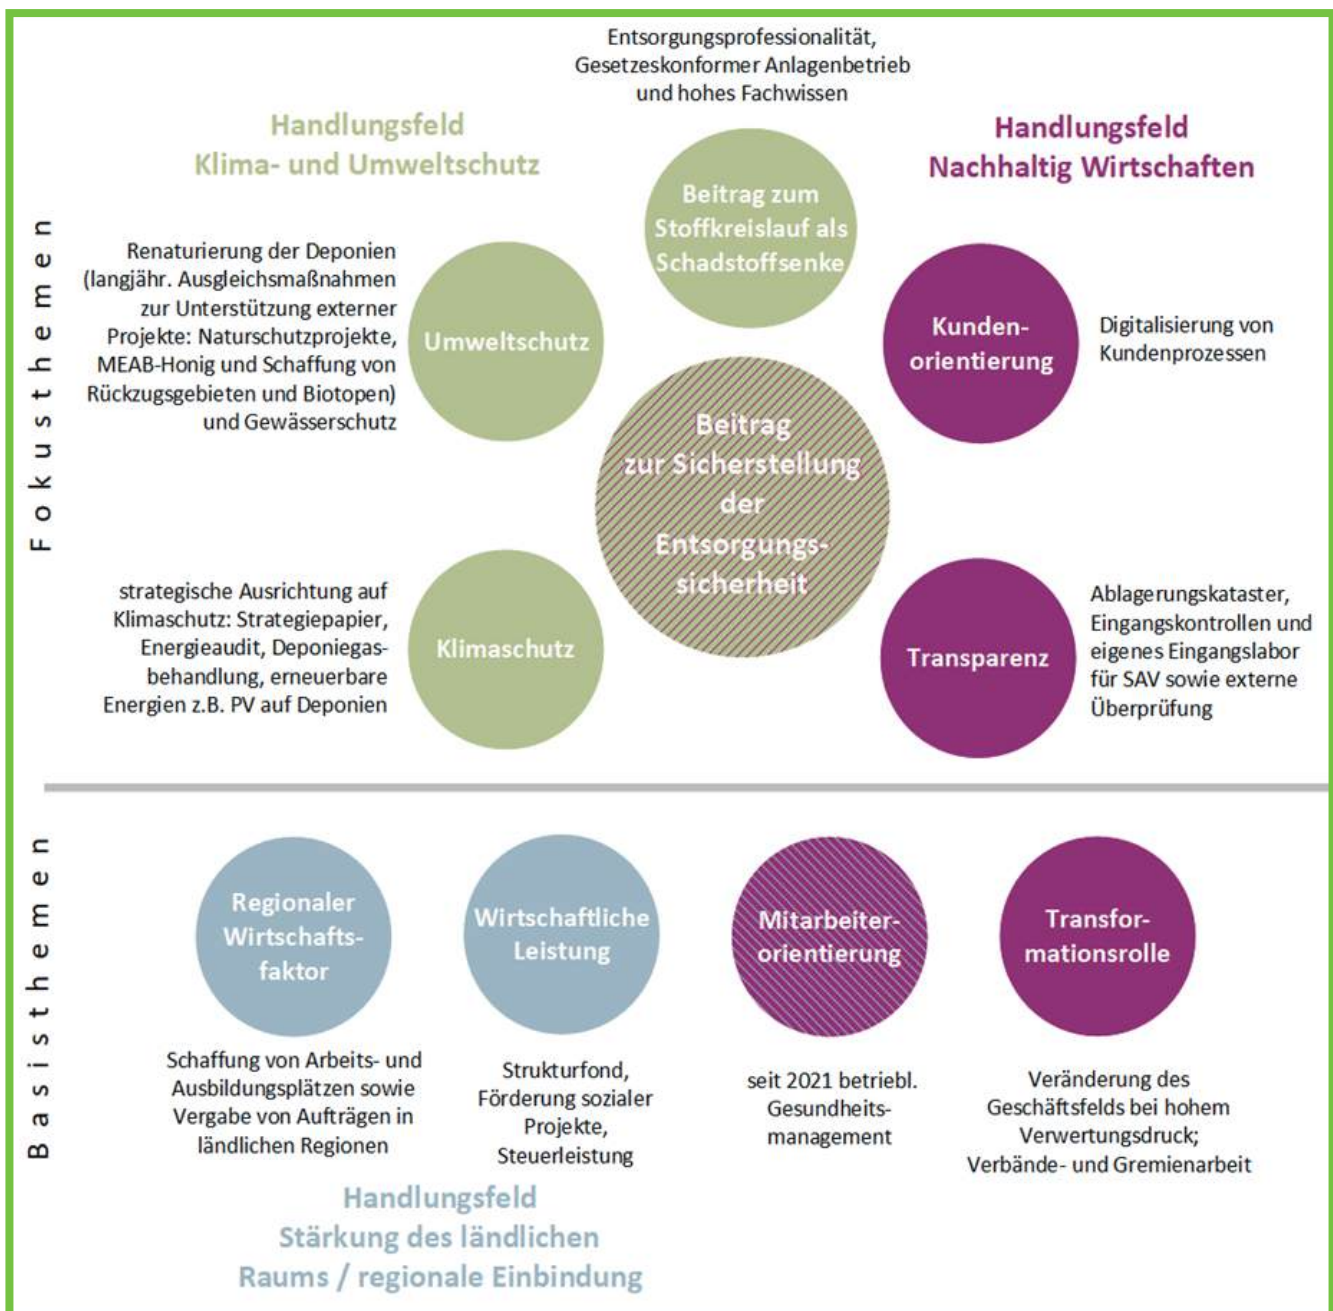 Entsorgungsprofessionalität,
Gesetzeskonformer Anlagenbetrieb
und hohes Fachwissen
Handlungsfeld
Klima- und Umweltschutz
Handlungsfeld
Nachhaltig Wirtschaften
Fokusthemen
Beitrag zum
Stoffkreislauf als
Schadstoffsenke
Renaturierung der Deponien
(langjähr. Ausgleichsmaßnahmen
zur Unterstützung externer
Projekte: Naturschutzprojekte,
MEAB-Honig und Schaffung von
Rückzugsgebieten und Biotopen)
und Gewässerschutz
Umweltschutz
Kunden-
orientierung
Digitalisierung von
Kundenprozessen
Beitrag
zur Sicherstellung
der
Entsorgungs-
sicherheit
strategische Ausrichtung auf
Klimaschutz: Strategiepapier,
Energieaudit, Deponiegas-
behandlung, erneuerbare
Energien z.B. PV auf Deponien
Klimaschutz
Transparenz
Ablagerungskataster,
Eingangskontrollen und
eigenes Eingangslabor
für SAV sowie externe
Überprüfung
Basisthemen
Regionaler
Wirtschafts-
faktor
Schaffung von Arbeits- und
Ausbildungsplätzen sowie
Vergabe von Aufträgen in
ländlichen Regionen
Wirtschaftliche
Leistung
Strukturfond,
Förderung sozialer
Projekte,
Steuerleistung
Mitarbeiter-
orientierung
seit 2021 betriebl.
Gesundheits-
management
Transfor-
mationsrolle
Veränderung des
Geschäftsfelds bei hohem
Verwertungsdruck;
Verbände- und Gremienarbeit
Handlungsfeld
Stärkung des ländlichen
Raums / regionale Einbindung